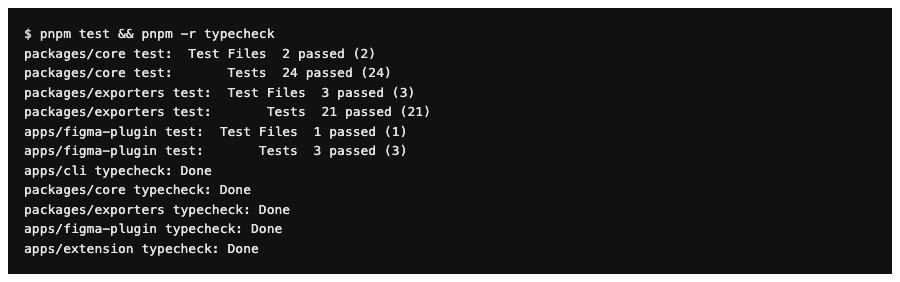 $ pnpm test && pnpm -r typecheck
packages/core test:  Test Files  2 passed (2)
packages/core test:       Tests  24 passed (24)
packages/exporters test:  Test Files  3 passed (3)
packages/exporters test:       Tests  21 passed (21)
apps/figma-plugin test:  Test Files  1 passed (1)
apps/figma-plugin test:       Tests  3 passed (3)
apps/cli typecheck: Done
packages/core typecheck: Done
packages/exporters typecheck: Done
apps/figma-plugin typecheck: Done
apps/extension typecheck: Done